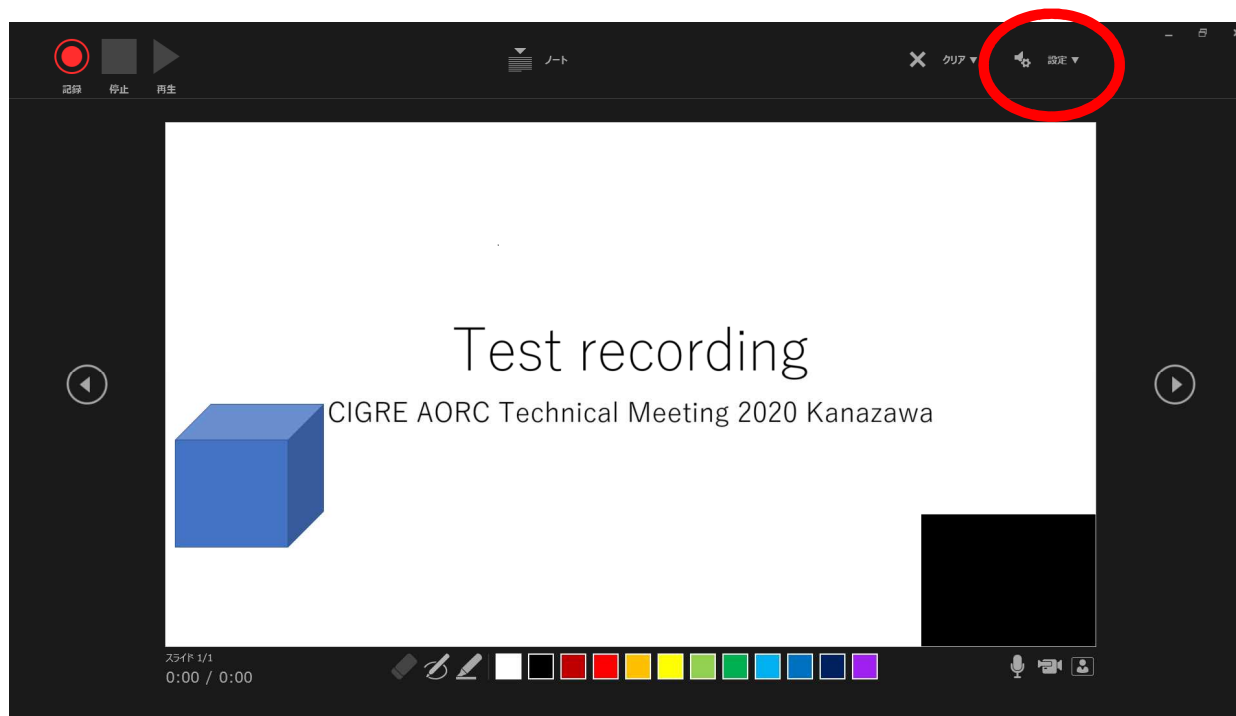 記録 停止 再生 ノート クリア 設定
Test recording
CIGRE AORC Technical Meeting 2020 Kanazawa
スライド 1/1
0:00 / 0:00